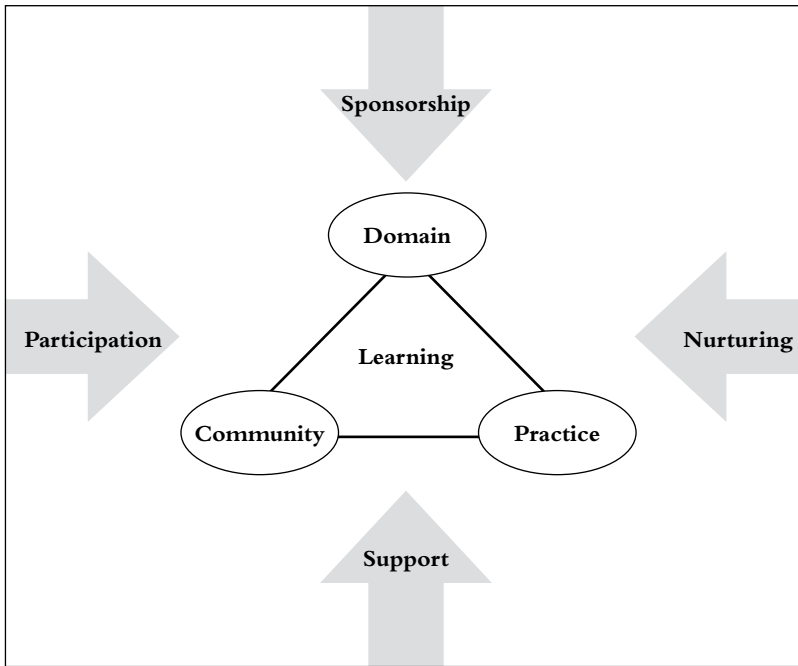 Sponsorship
Domain
Participation
Learning
Nurturing
Community
Practice
Support